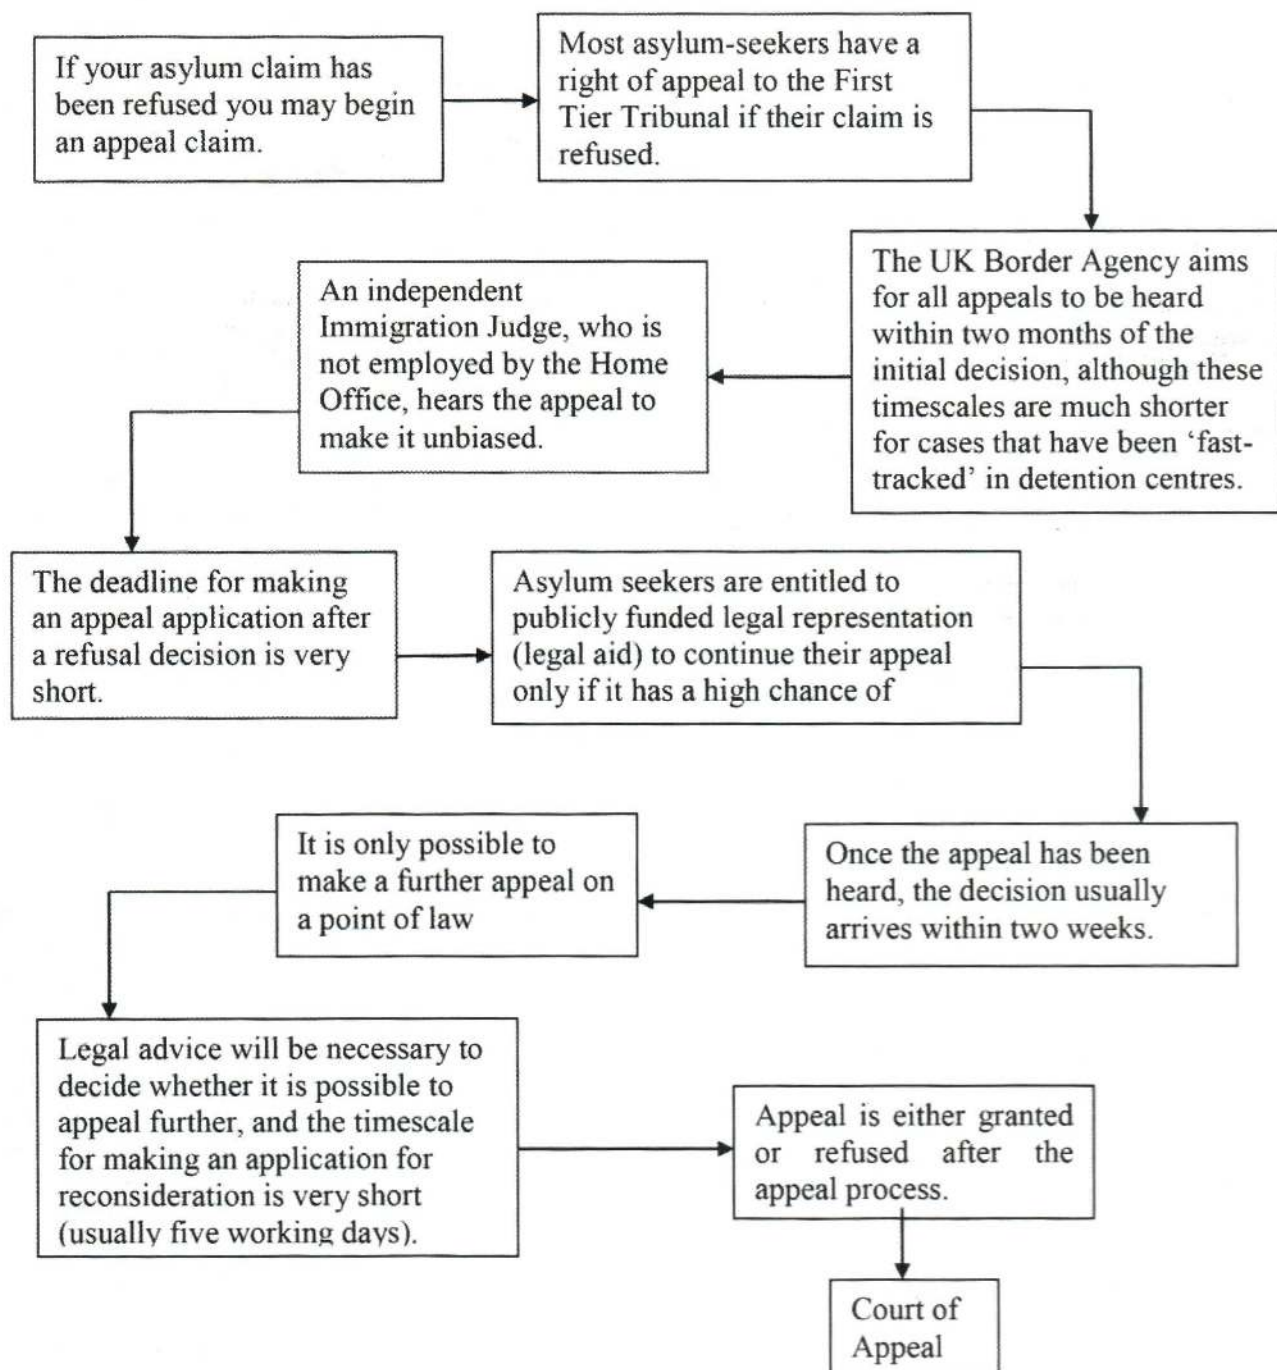 If your asylum claim has
been refused you may begin
an appeal claim.
Most asylum-seekers have a
right of appeal to the First
Tier Tribunal if their claim is
refused.
The UK Border Agency aims
for all appeals to be heard
within two months of the
initial decision, although these
timescales are much shorter
for cases that have been ‘fast-
tracked’ in detention centres.
An independent
Immigration Judge, who is
not employed by the Home
Office, hears the appeal to
make it unbiased.
The deadline for making
an appeal application after
a refusal decision is very
short.
Asylum seekers are entitled to
publicly funded legal representation
(legal aid) to continue their appeal
only if it has a high chance of
Once the appeal has been
heard, the decision usually
arrives within two weeks.
It is only possible to
make a further appeal on
a point of law
Legal advice will be necessary to
decide whether it is possible to
appeal further, and the timescale
for making an application for
reconsideration is very short
(usually five working days).
Appeal is either granted
or refused after the
appeal process.
Court of
Appeal